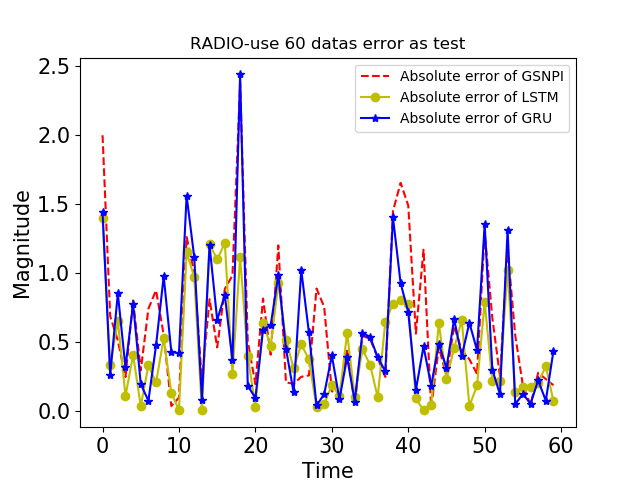 RADIO-use 60 datas error as test
Absolute error of GSNPI
Absolute error of LSTM
Absolute error of GRU
Magnitude
2.5
2.0
1.5
1.0
0.5
0.0
0 10 20 30 40 50 60
Time